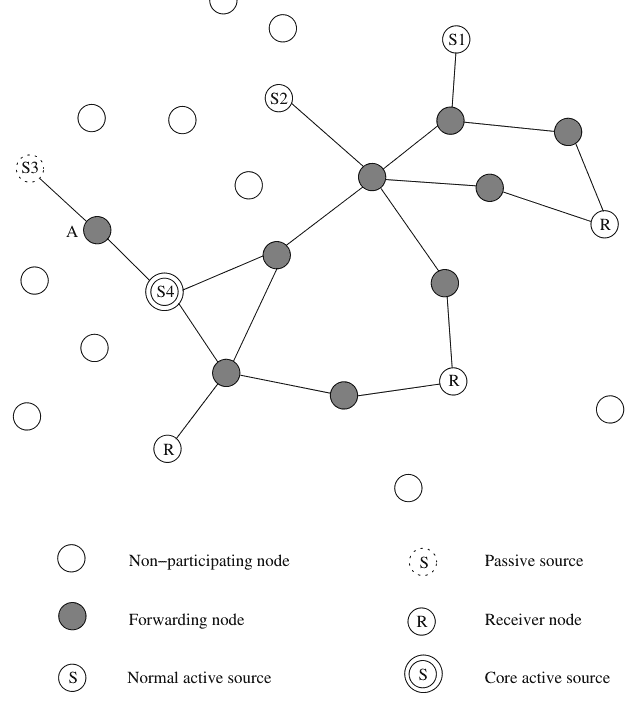 S1
S2
S3
A
R
S4
R
R
Non−participating node
S
Passive source
Forwarding node
R
Receiver node
S
Normal active source
S
Core active source